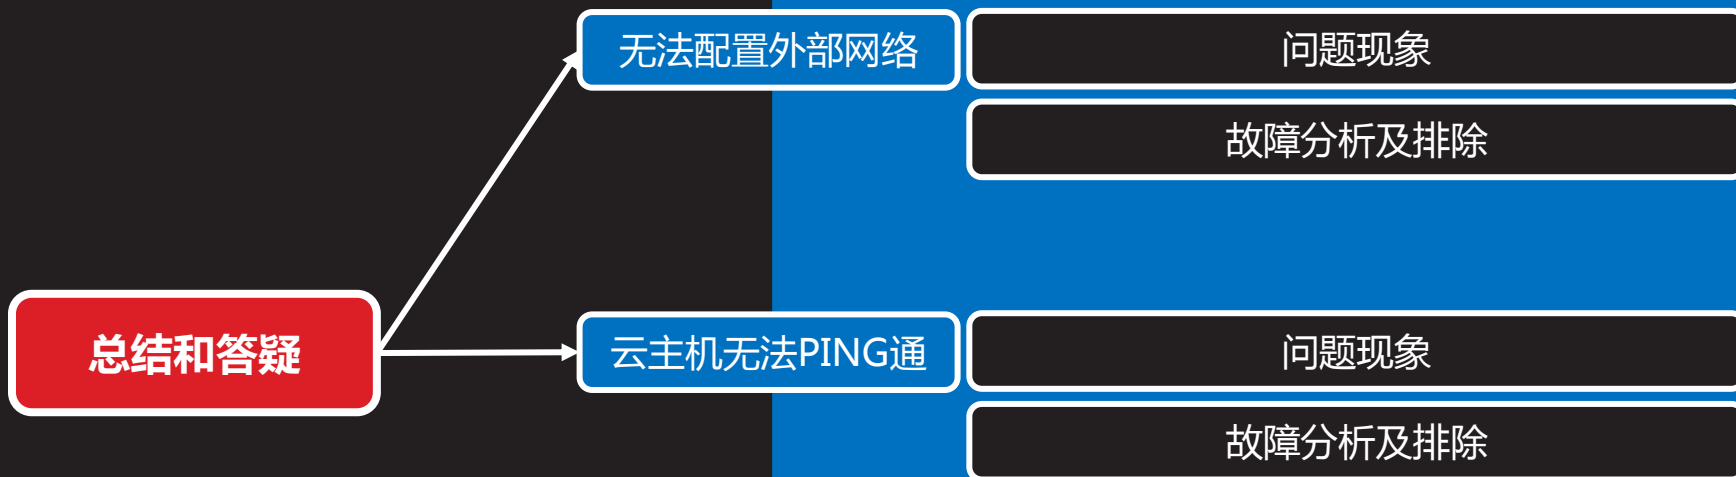 无法配置外部网络
问题现象
故障分析及排除
总结和答疑
云主机无法PING通
问题现象
故障分析及排除